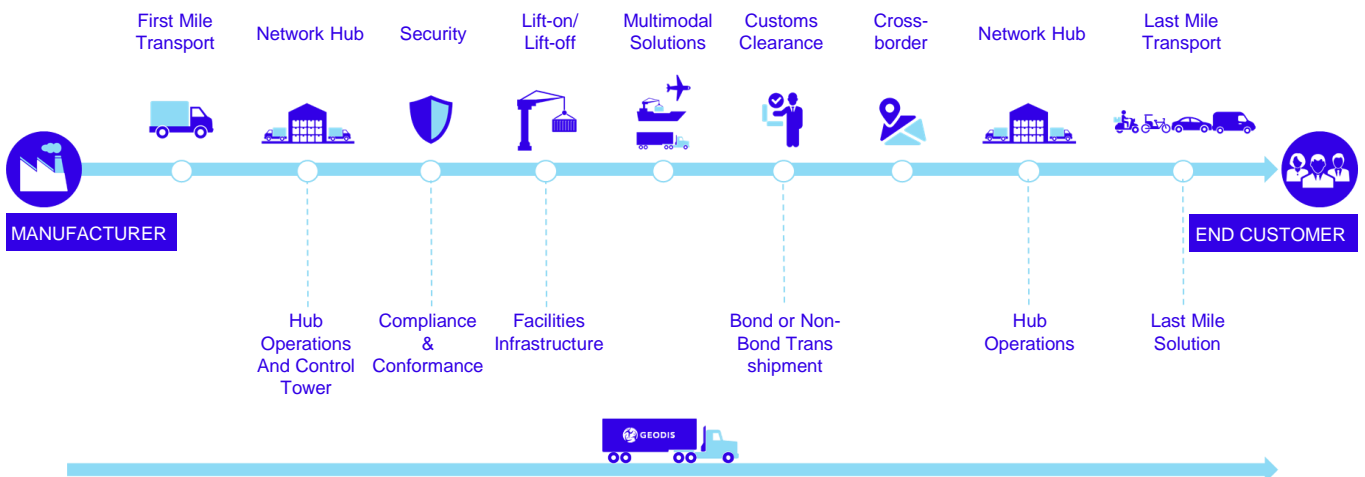 First Mile
Transport
Network Hub
Security
Lift-on/
Lift-off
Multimodal
Solutions
Customs
Clearance
Cross-
border
Network Hub
Last Mile
Transport
MANUFACTURER
END CUSTOMER
Hub
Operations
And Control
Tower
Compliance
&
Conformance
Facilities
Infrastructure
Bond or Non-
Bond Trans
shipment
Hub
Operations
Last Mile
Solution
GEODIS